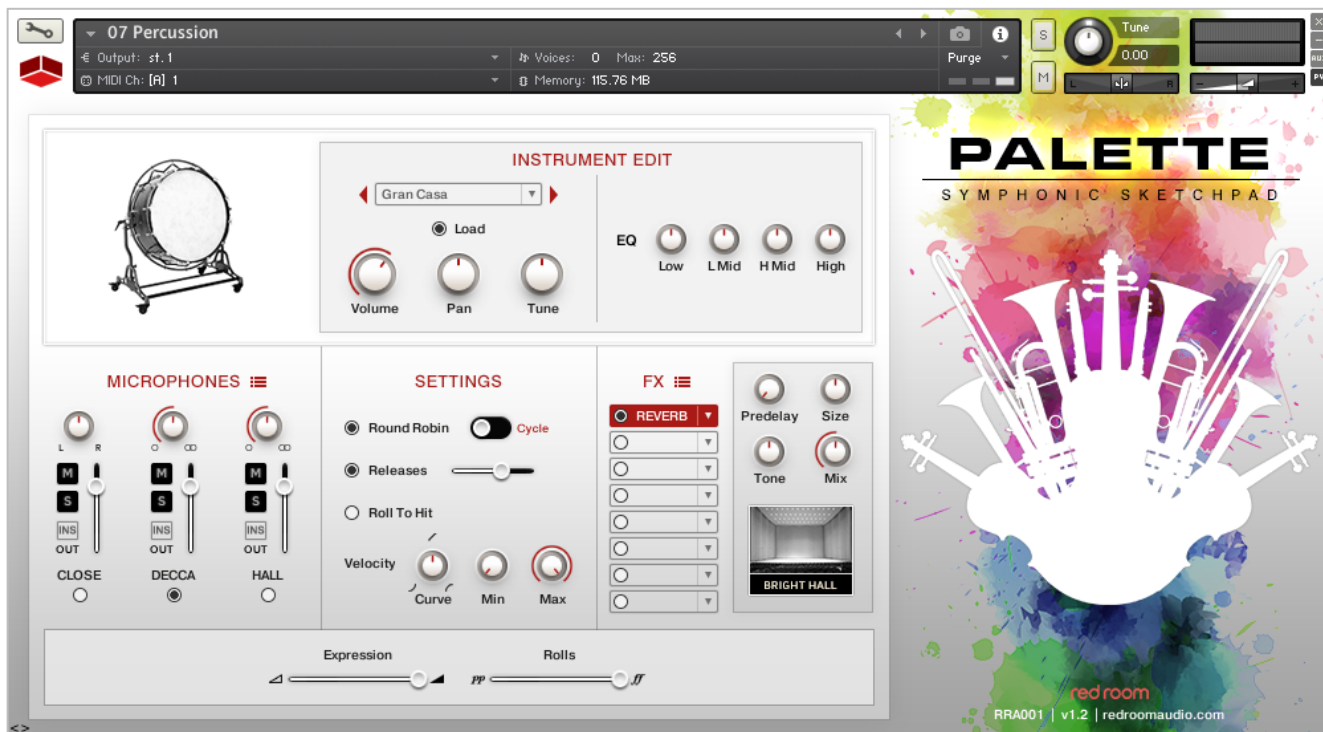 07 Percussion
Output: st.1
Voices: 0 Max: 256
Purge
MIDI Ch: [A] 1
Memory: 115.76 MB
S
M
Tune
0.00
L R
- +
×
-
AUX
PV
INSTRUMENT EDIT
Gran Casa
Load
Volume Pan Tune
EQ
Low L Mid H Mid High
PALETTE
SYMPHONIC SKETCHPAD
MICROPHONES
L R
M M M
S S S
INS INS INS
OUT OUT OUT
CLOSE DECCA HALL
SETTINGS
Round Robin Cycle
Releases
Roll To Hit
Velocity
Curve Min Max
FX
REVERB
Predelay Size
Tone Mix
BRIGHT HALL
Expression Rolls
pp ff
red room
RRA001 | v1.2 | redroomaudio.com
<>